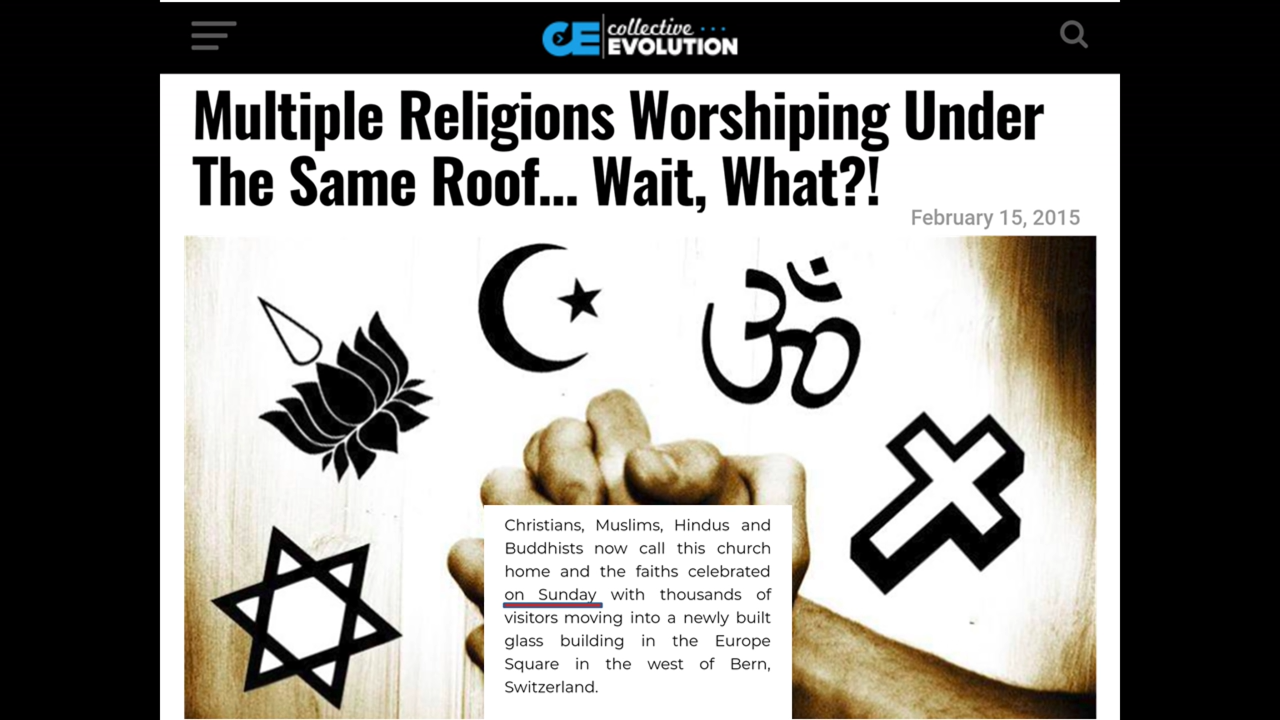 collective
EVOLUTION
Multiple Religions Worshiping Under
The Same Roof... Wait, What?!
February 15, 2015
Christians, Muslims, Hindus and
Buddhists now call this church
home and the faiths celebrated
on Sunday with thousands of
visitors moving into a newly built
glass building in the Europe
Square in the west of Bern,
Switzerland.